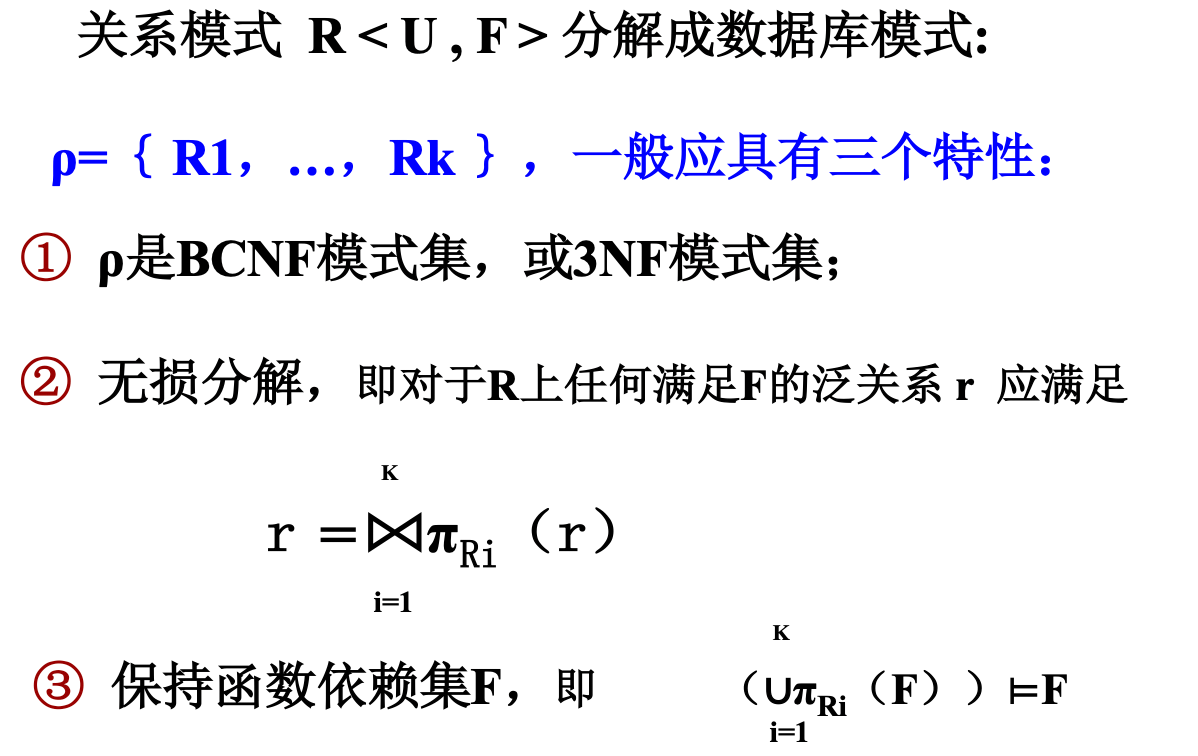 关系模式 R < U , F > 分解成数据库模式:
ρ=｛ R1，…，Rk ｝，一般应具有三个特性：
① ρ是BCNF模式集，或3NF模式集；
② 无损分解，即对于R上任何满足F的泛关系 r 应满足
K
r ＝⋈πRi（r）
i=1
K
③ 保持函数依赖集F，即 （∪πRi（F））⊨F
i=1